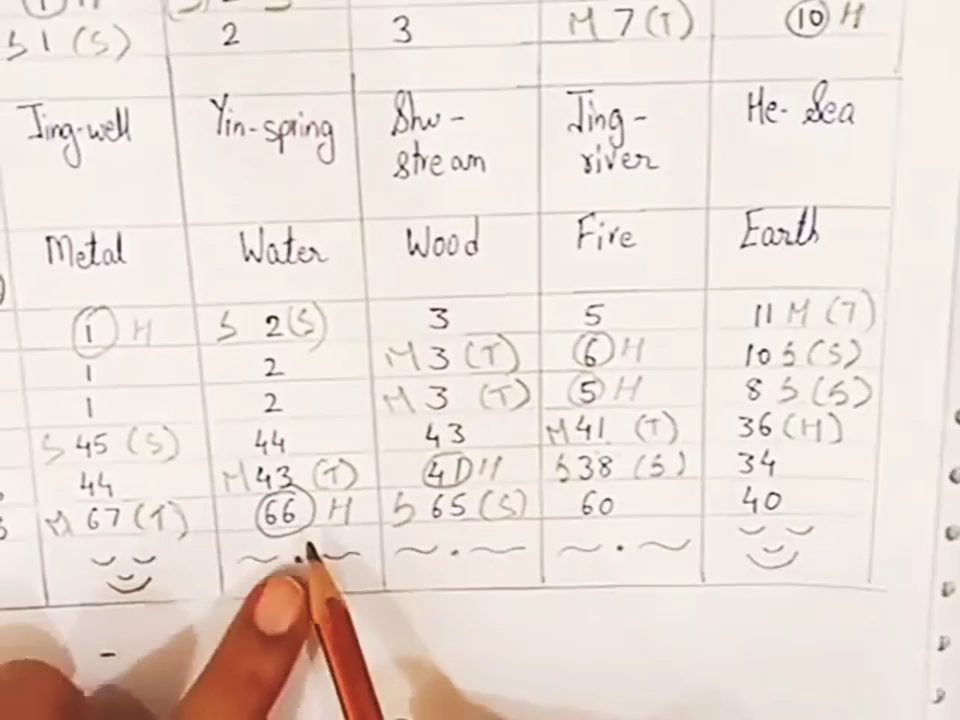 S 1 (S) 2 3 M 7 (T) 10 H
Jing-well Yin-spring Shu-stream Jing-river He-Sea
Metal Water Wood Fire Earth
1 H S 2 (S) 3 5 11 M (T)
1 2 M 3 (T) 6 H 10 S (S)
1 2 M 3 (T) 5 H 8 S (S)
S 45 (S) 44 43 M 41 (T) 36 (H)
44 M 43 (T) 40 H S 38 (S) 34
M 67 (T) 66 H S 65 (S) 60 40